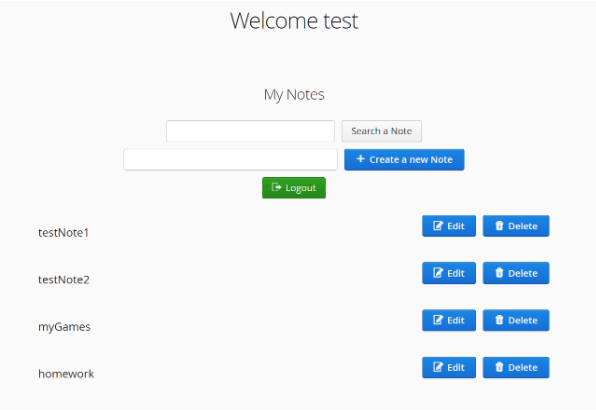 Welcome test
My Notes
Search a Note
Create a new Note
Logout
testNote1 Edit Delete
testNote2 Edit Delete
myGames Edit Delete
homework Edit Delete